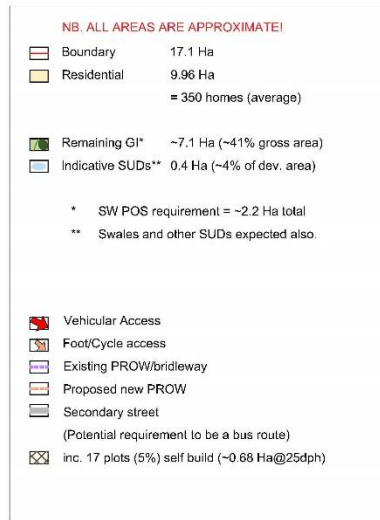 NB. ALL AREAS ARE APPROXIMATE!
Boundary 17.1 Ha
Residential 9.96 Ha
= 350 homes (average)
Remaining GI* ~7.1 Ha (~41% gross area)
Indicative SUDs** 0.4 Ha (~4% of dev. area)
* SW POS requirement = ~2.2 Ha total
** Swales and other SUDs expected also.
Vehicular Access
Foot/Cycle access
Existing PROW/bridleway
Proposed new PROW
Secondary street
(Potential requirement to be a bus route)
inc. 17 plots (5%) self build (~0.68 Ha@25dph)